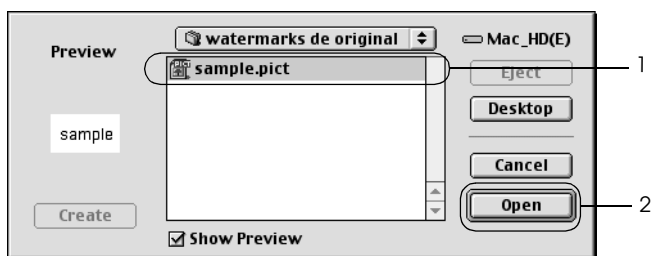 Preview
watermarks de original
Mac_HD(E)
sample.pict
1
Eject
Desktop
sample
Cancel
Create
Open
2
Show Preview